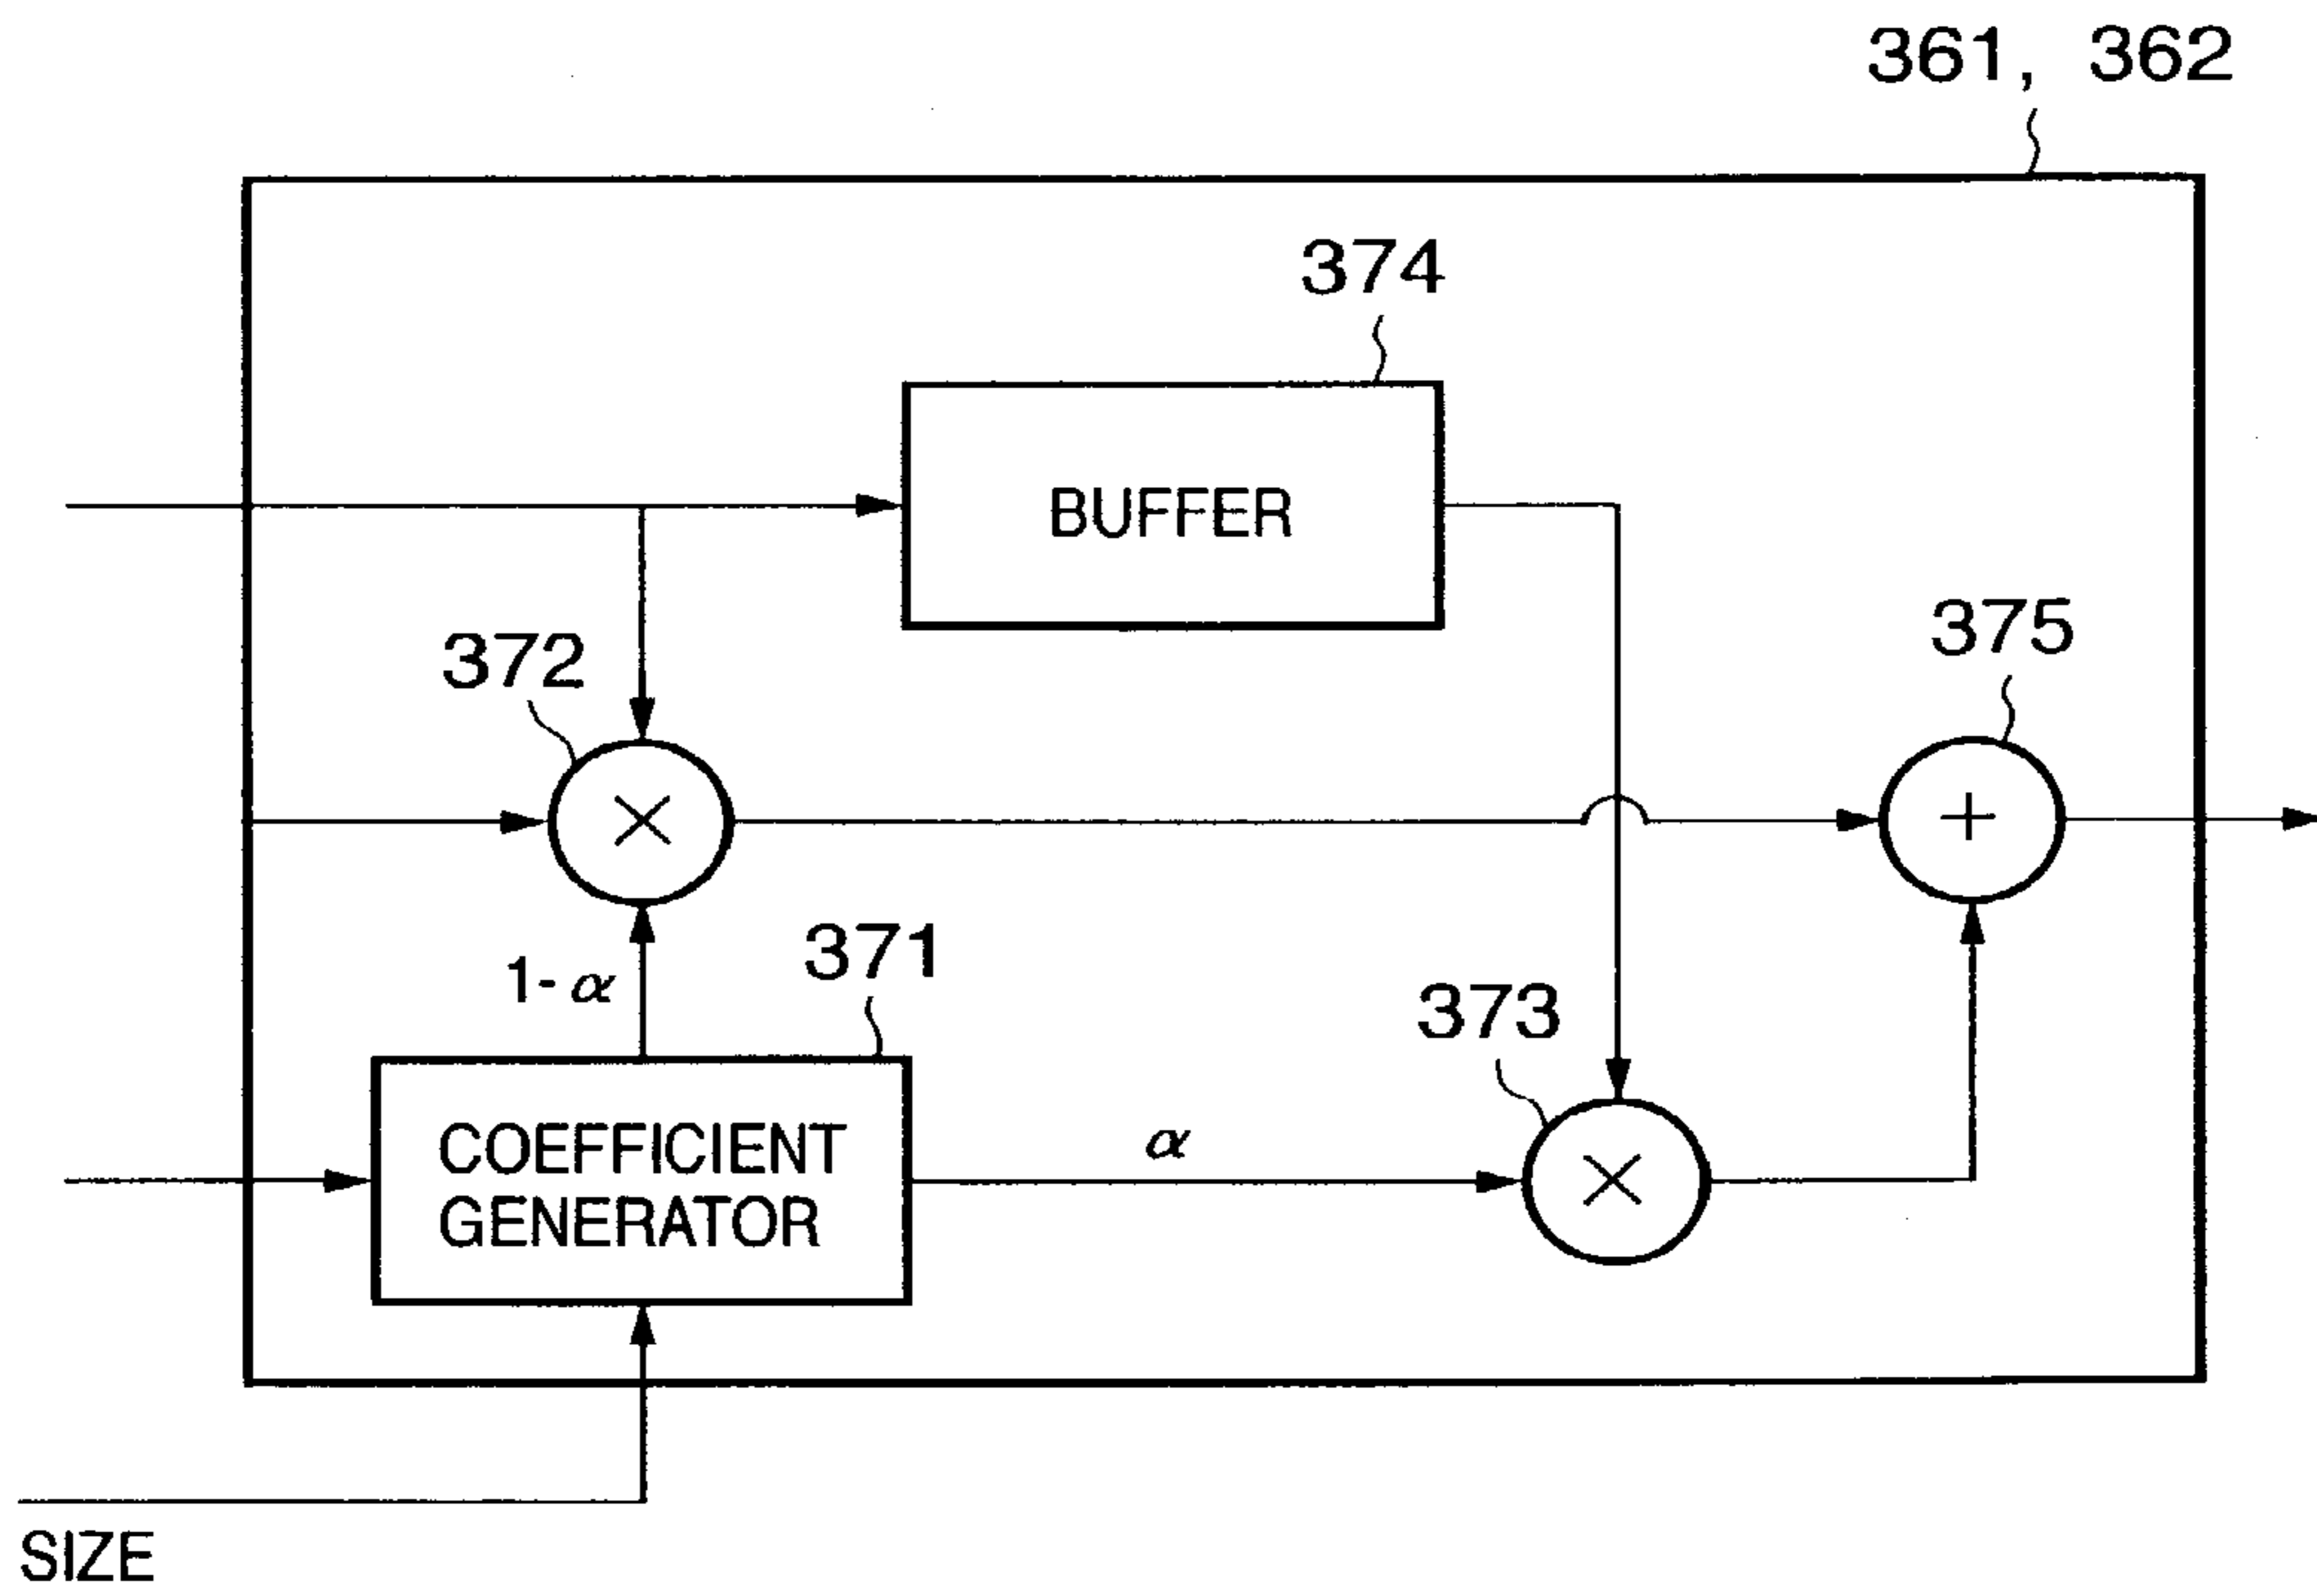 361, 362
374
BUFFER
372
375
371
1-α
373
COEFFICIENT
GENERATOR
α
SIZE